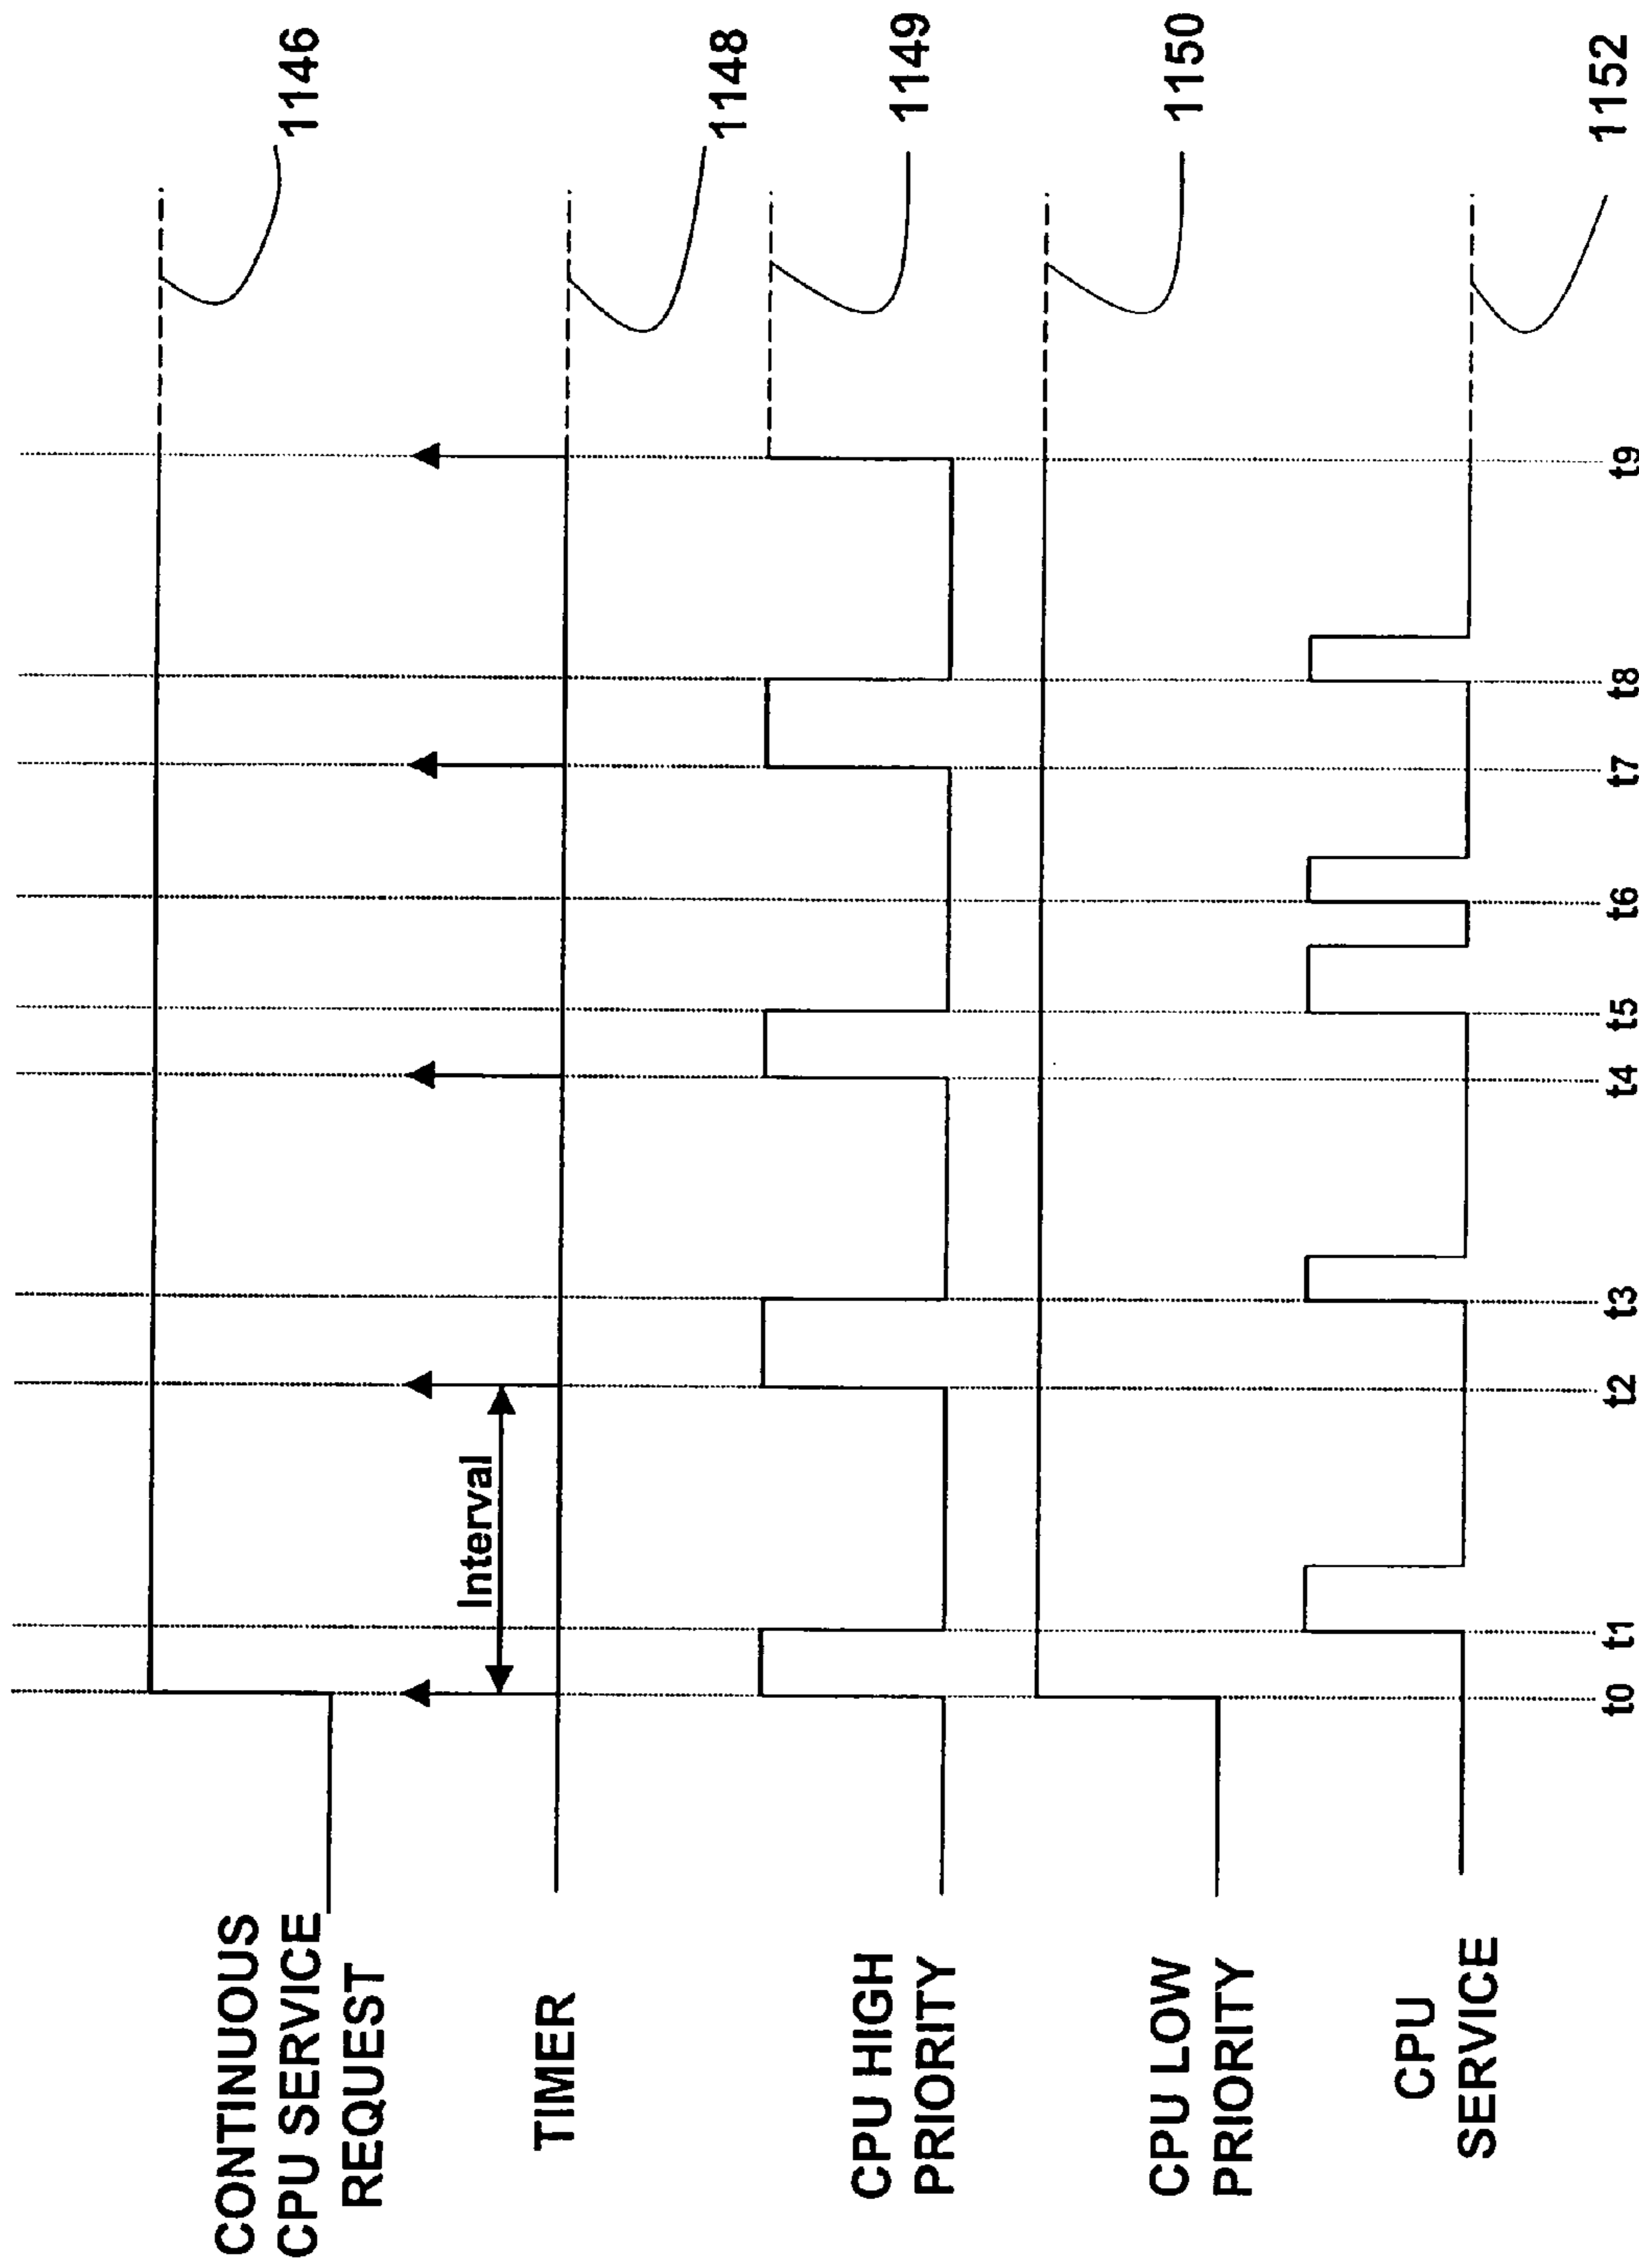 CONTINUOUS
CPU SERVICE
REQUEST
1146
Interval
TIMER
1148
CPU HIGH
PRIORITY
1149
CPU LOW
PRIORITY
1150
CPU
SERVICE
1152
t0 t1 t2 t3 t4 t5 t6 t7 t8 t9